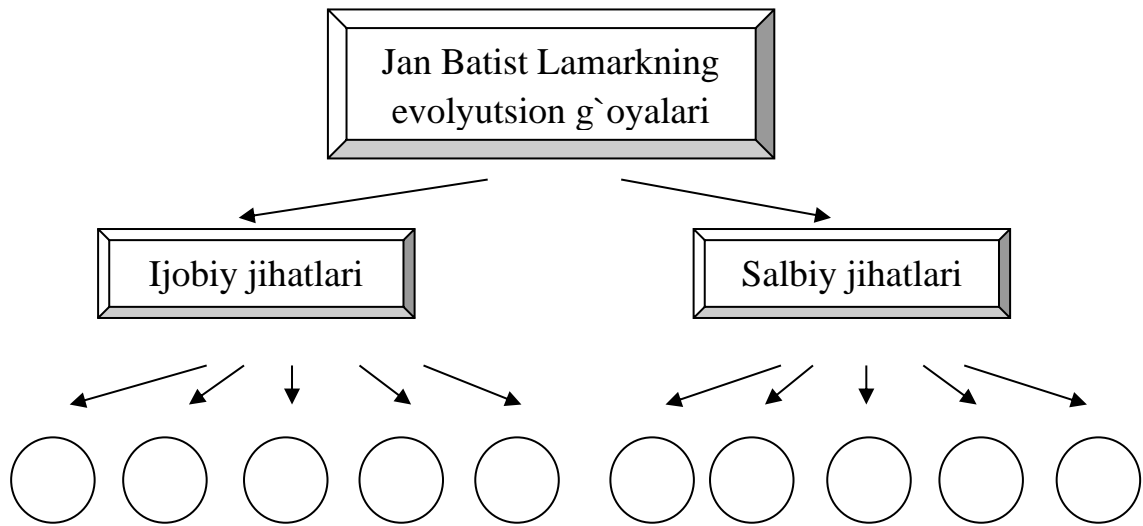 Jan Batist Lamarkning
evolyutsion g`oyalari
Ijobiy jihatlari
Salbiy jihatlari